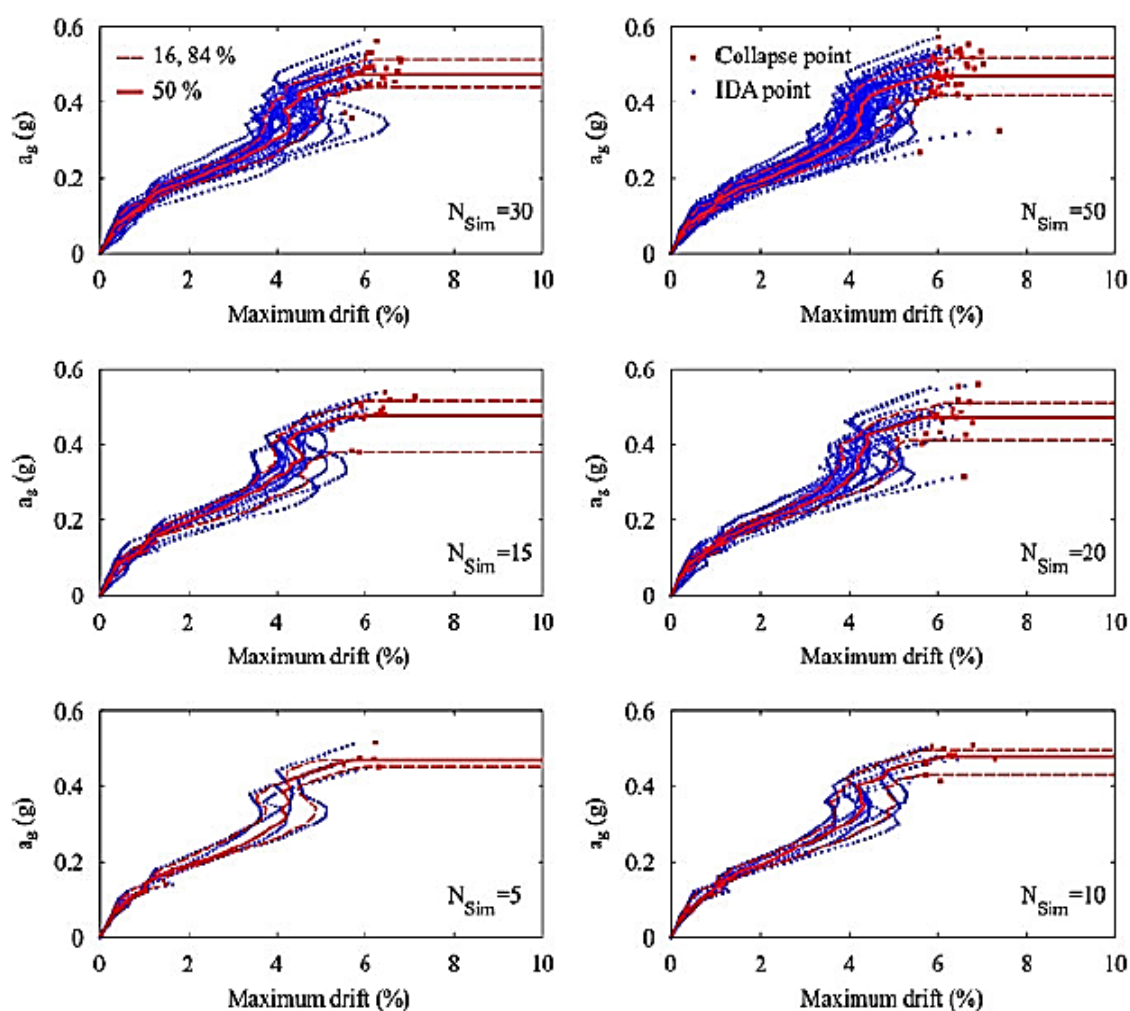 0.6
0.4
0.2
0
a_g (g)
16, 84 %
50 %
N_Sim=30
0 2 4 6 8 10
Maximum drift (%)
0.6
0.4
0.2
0
a_g (g)
Collapse point
IDA point
N_Sim=50
0 2 4 6 8 10
Maximum drift (%)
0.6
0.4
0.2
0
a_g (g)
N_Sim=15
0 2 4 6 8 10
Maximum drift (%)
0.6
0.4
0.2
0
a_g (g)
N_Sim=20
0 2 4 6 8 10
Maximum drift (%)
0.6
0.4
0.2
0
a_g (g)
N_Sim=5
0 2 4 6 8 10
Maximum drift (%)
0.6
0.4
0.2
0
a_g (g)
N_Sim=10
0 2 4 6 8 10
Maximum drift (%)